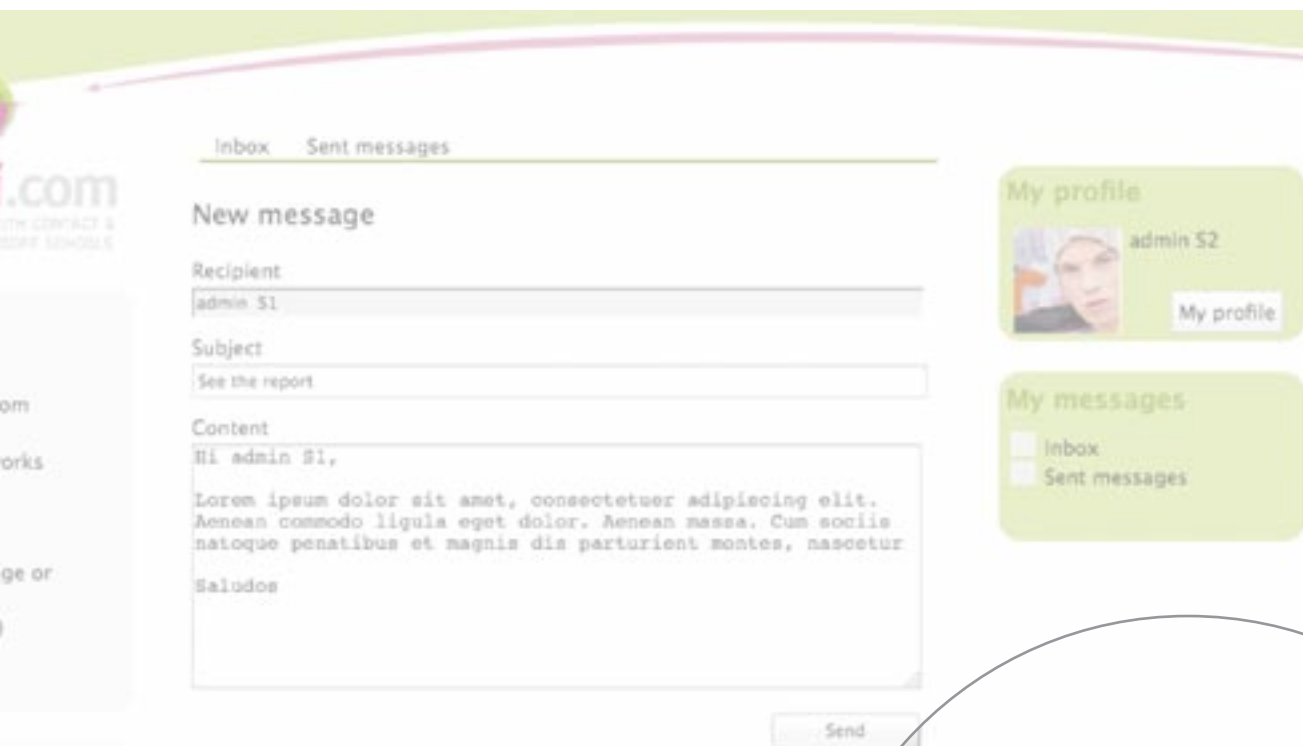 Inbox Sent messages
.com
New message
My profile
admin S2
Recipient
admin S1
My profile
Subject
See the report
om
My messages
Content
Hi admin S1,
Inbox
orks
Sent messages
Lorem ipsum dolor sit amet, consectetuer adipiscing elit.
Aenean commodo ligula eget dolor. Aenean massa. Cum sociis
natoque penatibus et magnis dis parturient montes, nascetur
ge or
Saludos
Send